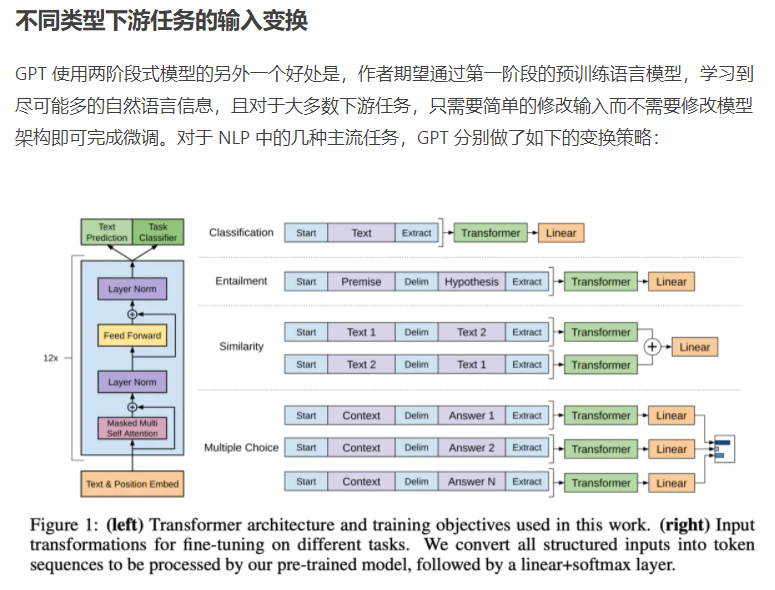 不同类型下游任务的输入变换
GPT 使用两阶段式模型的另外一个好处是，作者期望通过第一阶段的预训练语言模型，学习到
尽可能多的自然语言信息，且对于大多数下游任务，只需要简单的修改输入而不需要修改模型
架构即可完成微调。对于 NLP 中的几种主流任务，GPT 分别做了如下的变换策略：
Text
Prediction
Task
Classifier
Layer Norm
Feed Forward
12x
Layer Norm
Masked Multi
Self Attention
Text & Position Embed
Classification Start Text Extract Transformer Linear
Entailment Start Premise Delim Hypothesis Extract Transformer Linear
Similarity
Start Text 1 Delim Text 2 Extract Transformer
Start Text 2 Delim Text 1 Extract Transformer
+ Linear
Multiple Choice
Start Context Delim Answer 1 Extract Transformer Linear
Start Context Delim Answer 2 Extract Transformer Linear
Start Context Delim Answer N Extract Transformer Linear
Figure 1: (left) Transformer architecture and training objectives used in this work. (right) Input
transformations for fine-tuning on different tasks. We convert all structured inputs into token
sequences to be processed by our pre-trained model, followed by a linear+softmax layer.